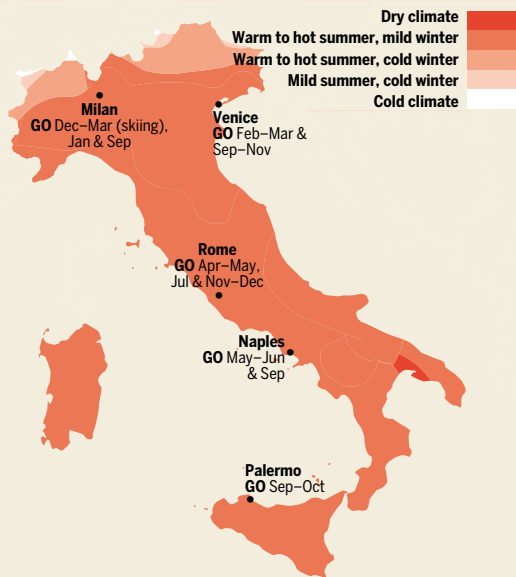 Dry climate
Warm to hot summer, mild winter
Warm to hot summer, cold winter
Mild summer, cold winter
Cold climate
Milan
GO Dec–Mar (skiing),
Jan & Sep
Venice
GO Feb–Mar &
Sep–Nov
Rome
GO Apr–May,
Jul & Nov–Dec
Naples
GO May–Jun
& Sep
Palermo
GO Sep–Oct